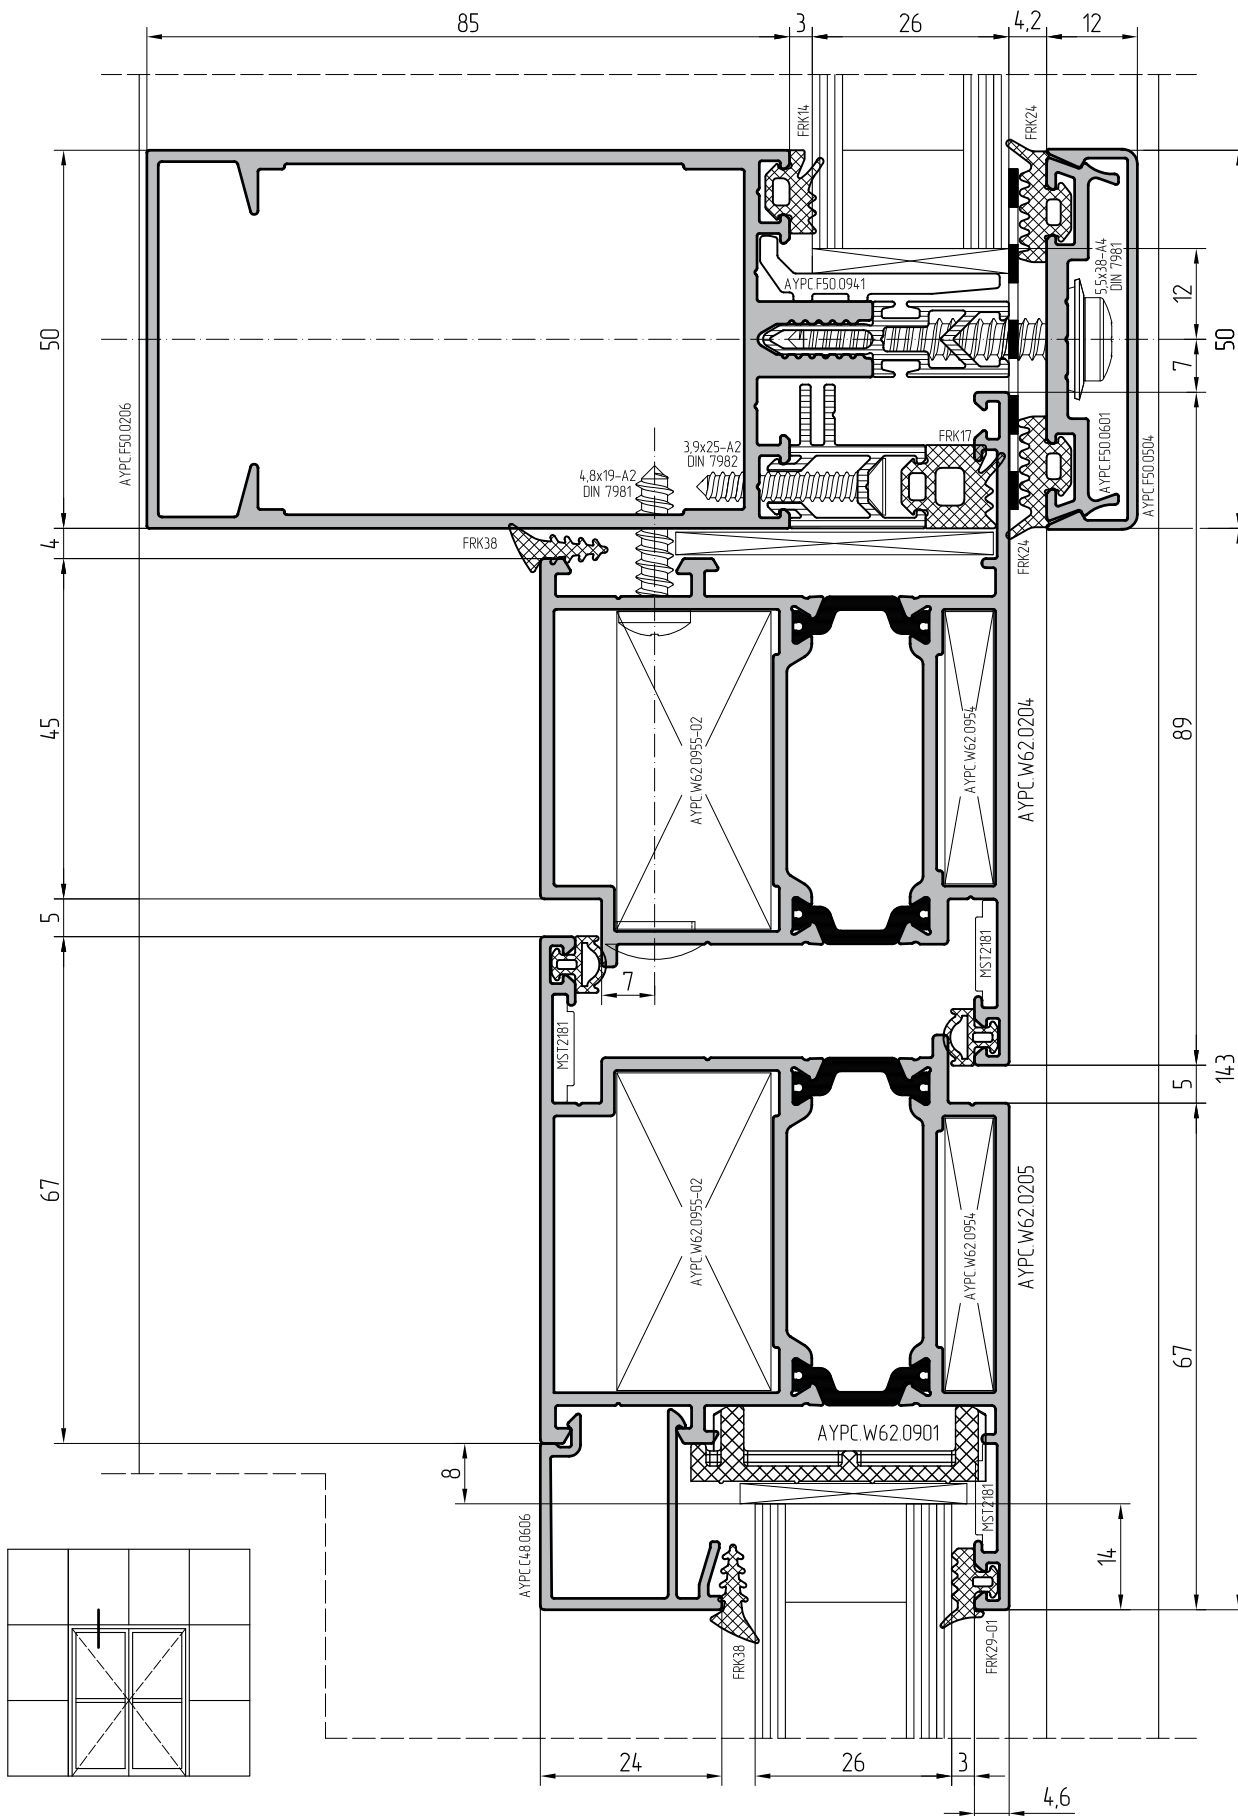 85
3
26
4,2
12
FRK14
FRK24
50
AYPC.F50.0206
AYPC.F50.0941
5,5x38-A4
DIN 7981
12
7
50
3,9x25-A2
DIN 7982
4,8x19-A2
DIN 7981
FRK17
AYPC.F50.0601
AYPC.F50.0504
FRK38
FRK24
4
45
AYPC.W62.0955-02
AYPC.W62.0954
AYPC.W62.0204
89
5
MST2181
7
MST2181
5
143
67
AYPC.W62.0955-02
AYPC.W62.0954
AYPC.W62.0205
67
AYPC.W62.0901
8
MST2181
AYPC.C48.0606
14
FRK38
FRK29-01
24
26
3
4,6